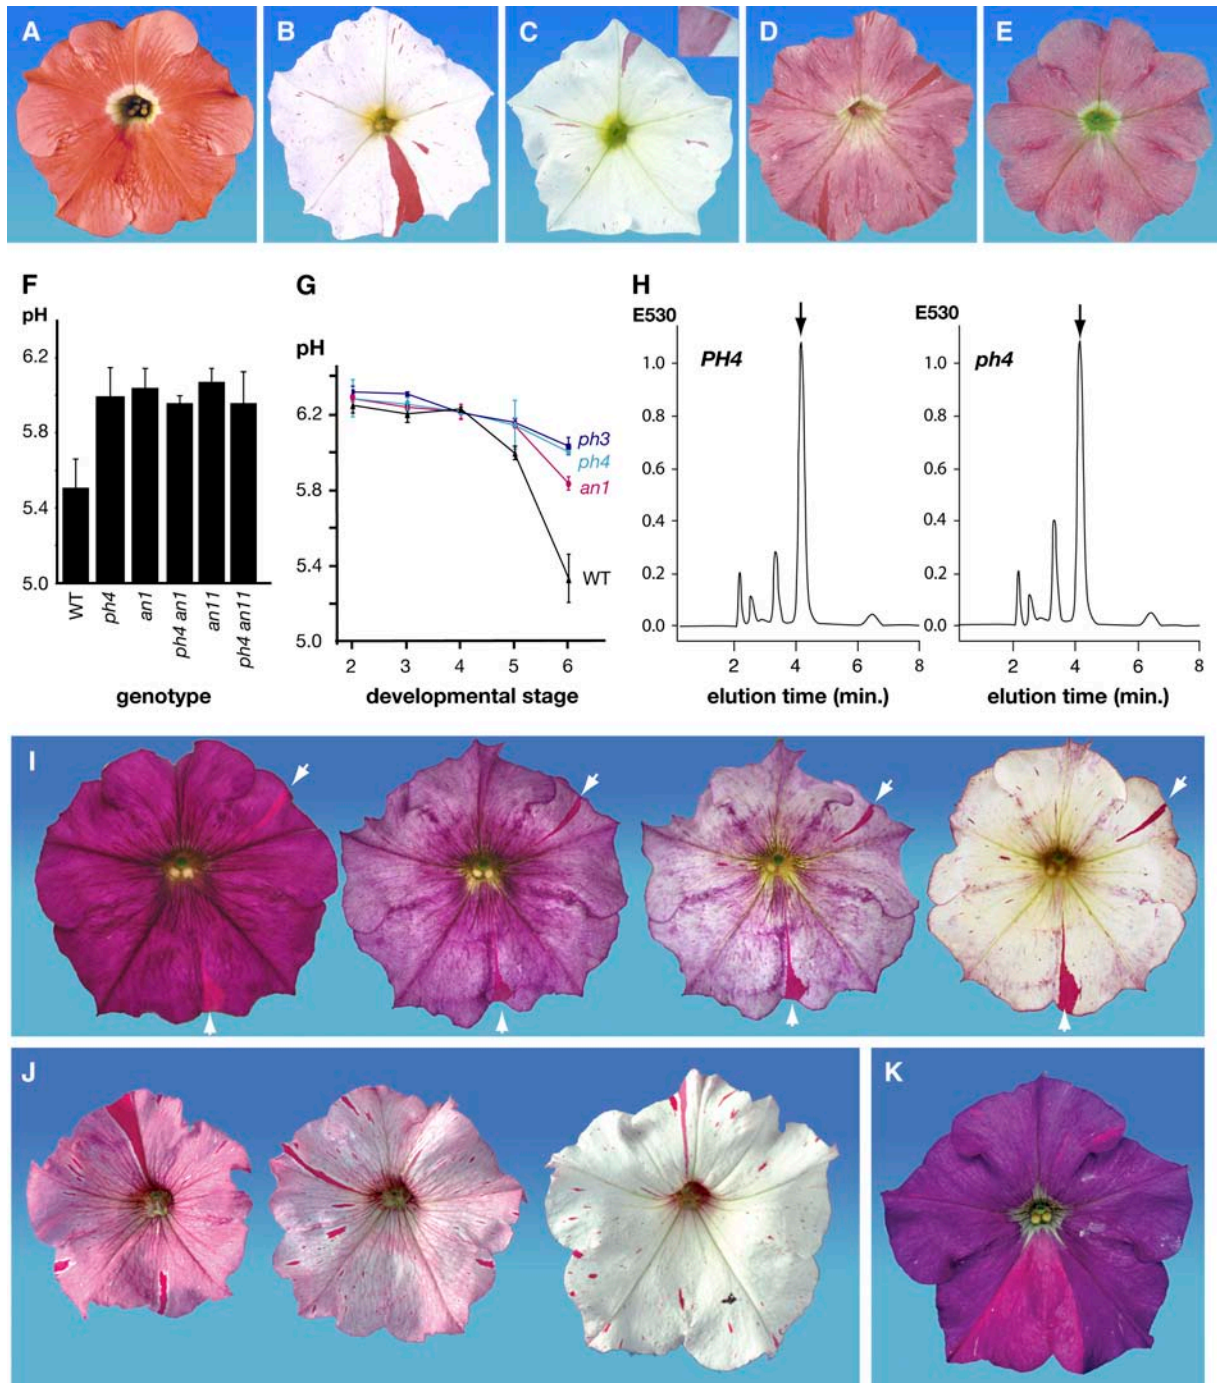 A B C D E
F G H
pH
6.2
5.8
5.4
5.0
WT
ph4
an1
ph4 an1
an11
ph4 an11
genotype
pH
6.2
5.8
5.4
5.0
ph3
ph4
an1
WT
2 3 4 5 6
developmental stage
E530
PH4
1.0
0.8
0.6
0.4
0.2
0.0
2 4 6 8
elution time (min.)
E530
ph4
1.0
0.8
0.6
0.4
0.2
0.0
2 4 6 8
elution time (min.)
I
J K